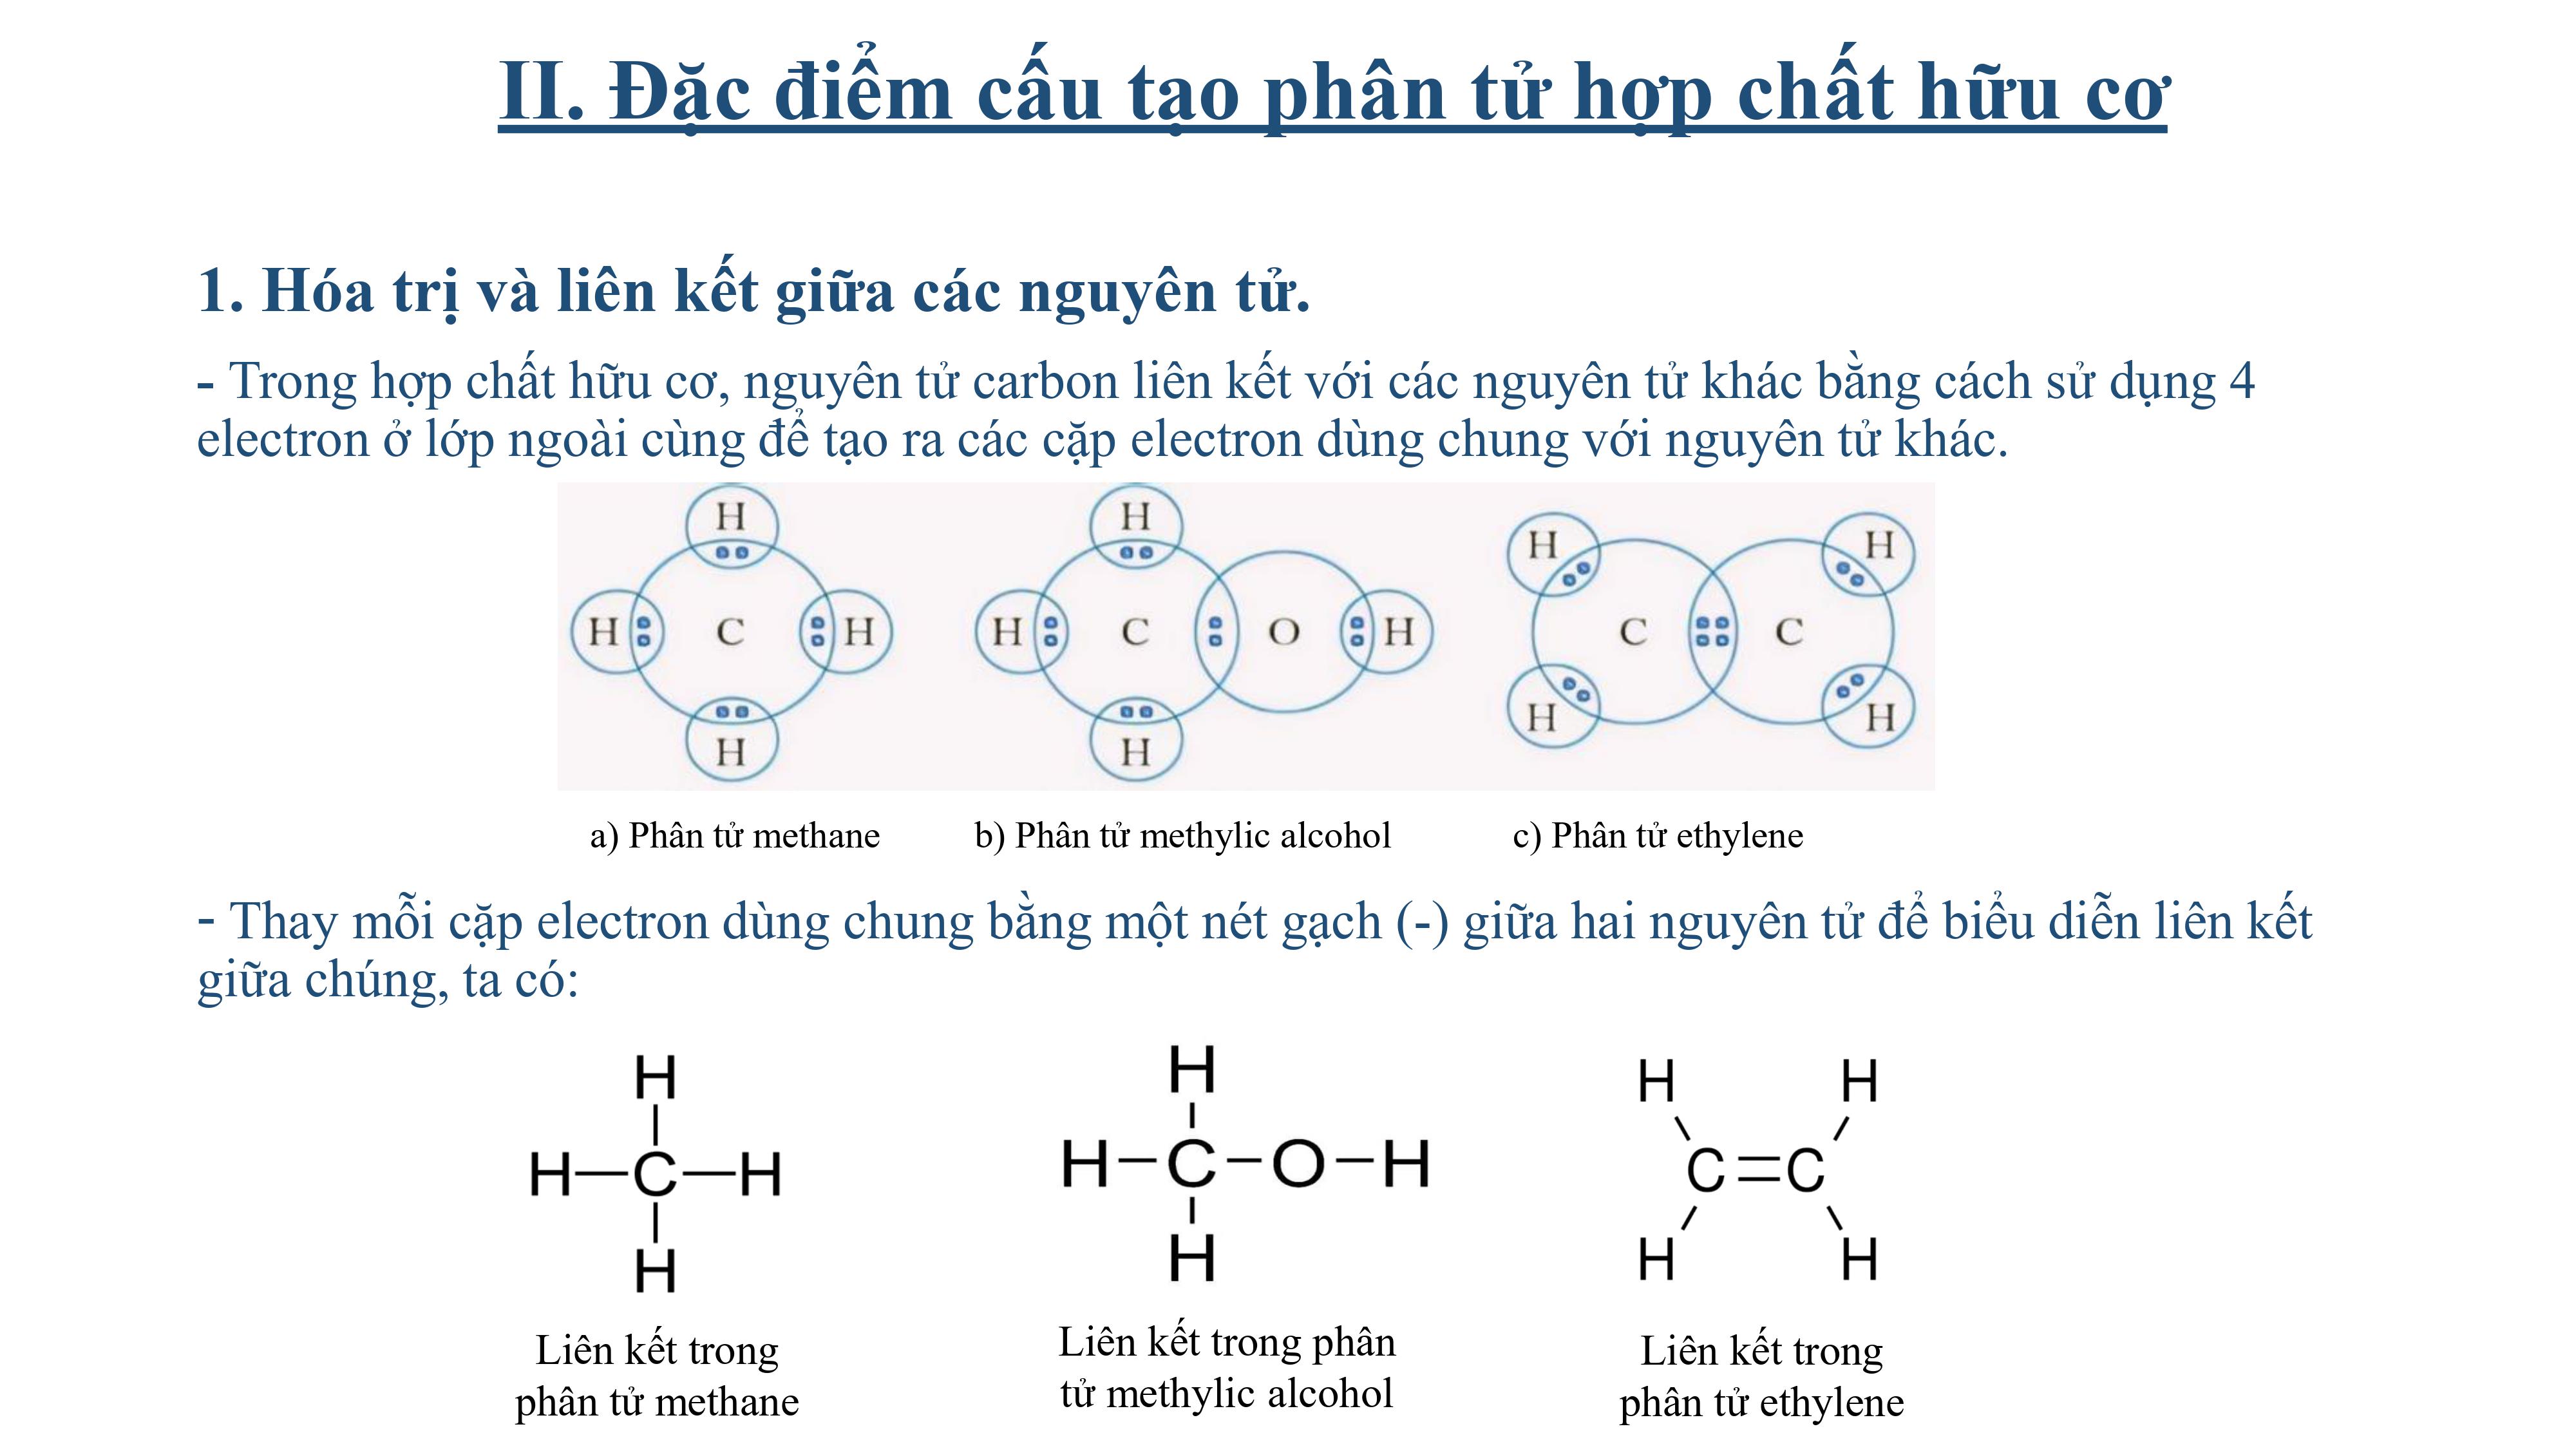 II. Đặc điểm cấu tạo phân tử hợp chất hữu cơ
1. Hóa trị và liên kết giữa các nguyên tử.
- Trong hợp chất hữu cơ, nguyên tử carbon liên kết với các nguyên tử khác bằng cách sử dụng 4
electron ở lớp ngoài cùng để tạo ra các cặp electron dùng chung với nguyên tử khác.
H
H C H
H
H
H C O H
H
H H
C C
H H
a) Phân tử methane
b) Phân tử methylic alcohol
c) Phân tử ethylene
- Thay mỗi cặp electron dùng chung bằng một nét gạch (-) giữa hai nguyên tử để biểu diễn liên kết
giữa chúng, ta có:
H
H—C—H
H
H
H—C—O—H
H
H H
C=C
H H
Liên kết trong
phân tử methane
Liên kết trong phân
tử methylic alcohol
Liên kết trong
phân tử ethylene